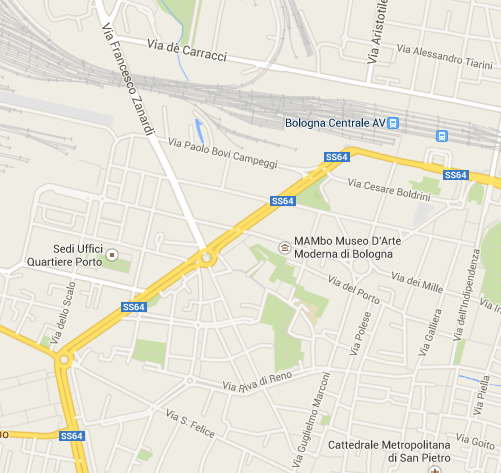 Via Aristotile
Via Francesco Zanardi
Via dè Carracci
Via Alessandro Tiarini
Bologna Centrale AV
Via Paolo Bovi Campeggi
SS64
SS64
Via Cesare Boldrini
SS64
MAMbo Museo D'Arte
Moderna di Bologna
Sedi Uffici
Quartiere Porto
Via del Porto
Via dei Mille
Via dell'Indipendenza
SS64
Via dello Scalo
Via Polese
Via Galliera
Via Riva di Reno
Via Guglielmo Marconi
Via Piella
Via S. Felice
SS64
Cattedrale Metropolitana
di San Pietro
Via Goito